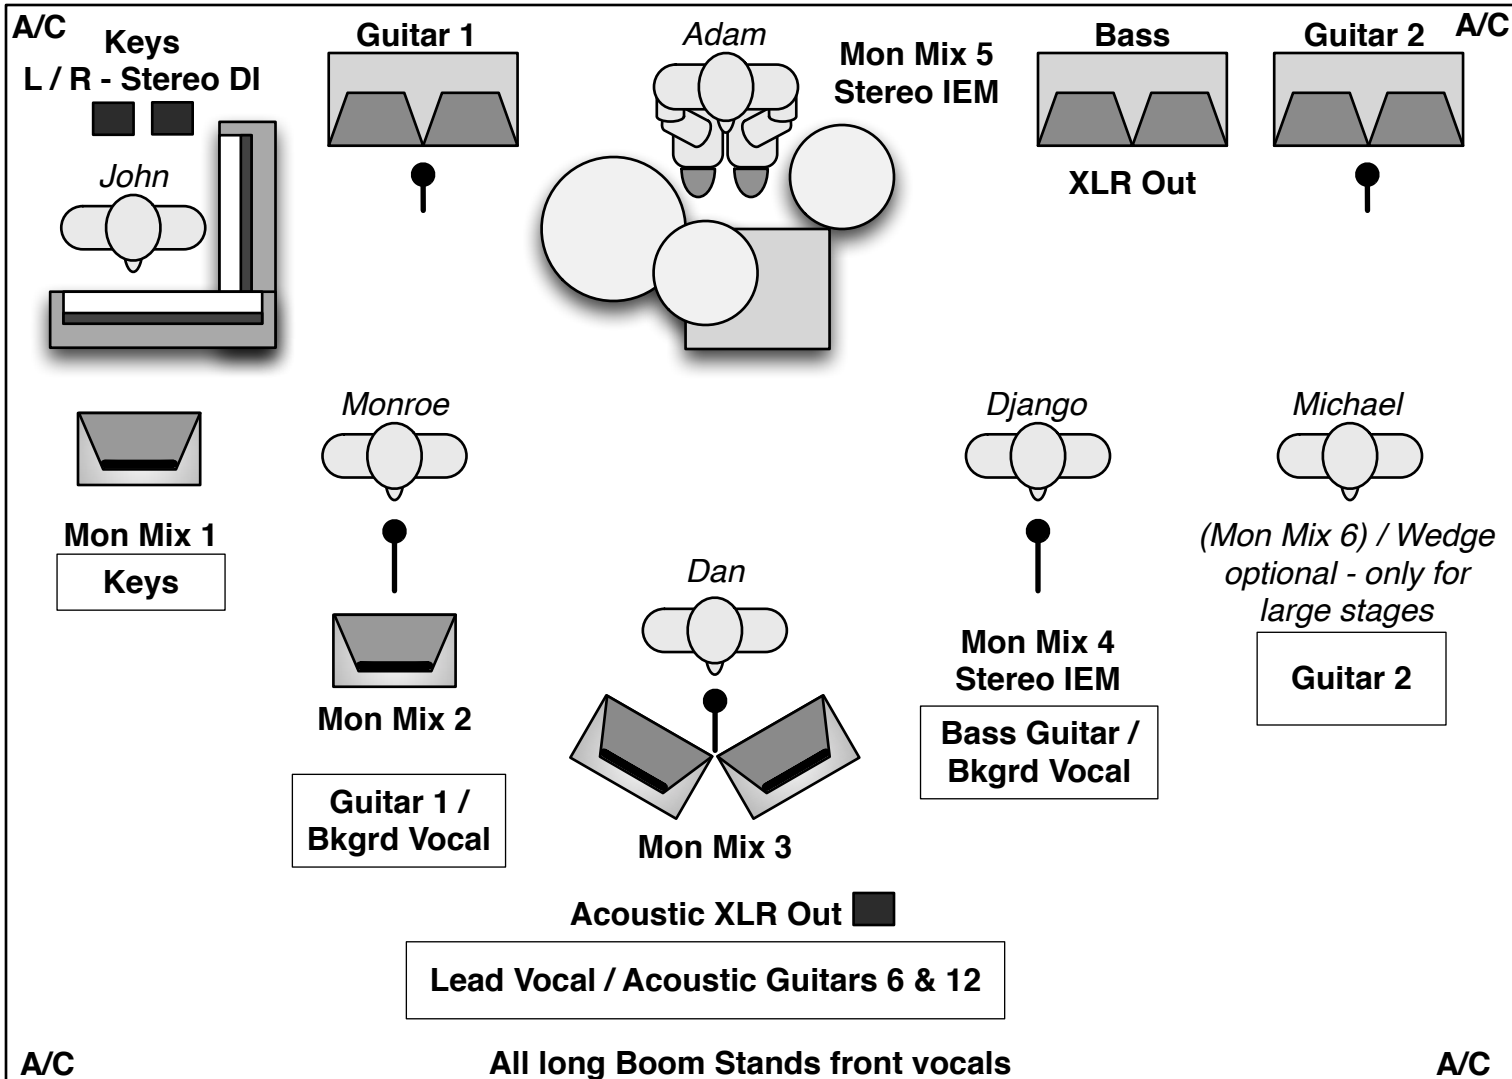 A/C
Keys
L / R - Stereo DI
Guitar 1
Adam
Mon Mix 5
Stereo IEM
Bass
Guitar 2
A/C
John
XLR Out
Monroe
Django
Michael
Mon Mix 1
Keys
(Mon Mix 6) / Wedge
optional - only for
large stages
Guitar 2
Dan
Mon Mix 4
Stereo IEM
Bass Guitar /
Bkgrd Vocal
Mon Mix 2
Guitar 1 /
Bkgrd Vocal
Mon Mix 3
Acoustic XLR Out
Lead Vocal / Acoustic Guitars 6 & 12
A/C
All long Boom Stands front vocals
A/C